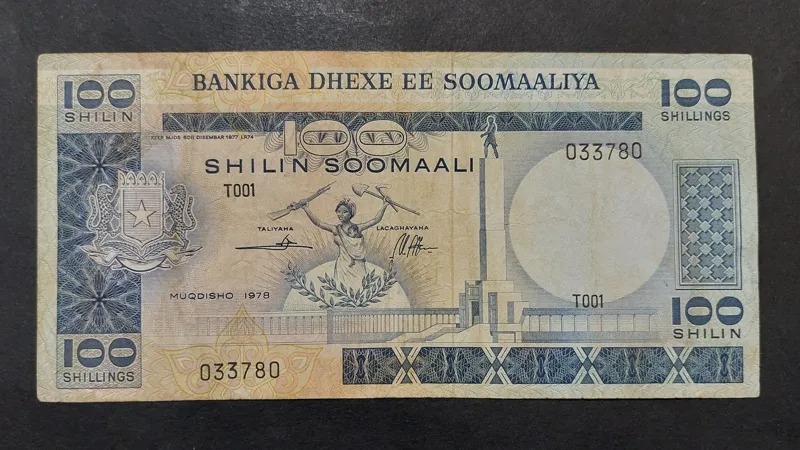 BANKIGA DHEXE EE SOOMAALIYA
100
SHILIN
100
SHILLINGS
100
SHILIN SOOMAALI
033780
T001
TALIYAHA
LACAGHAYAHA
MUQDISHO 1978
T001
100
SHILIN
100
SHILLINGS
033780